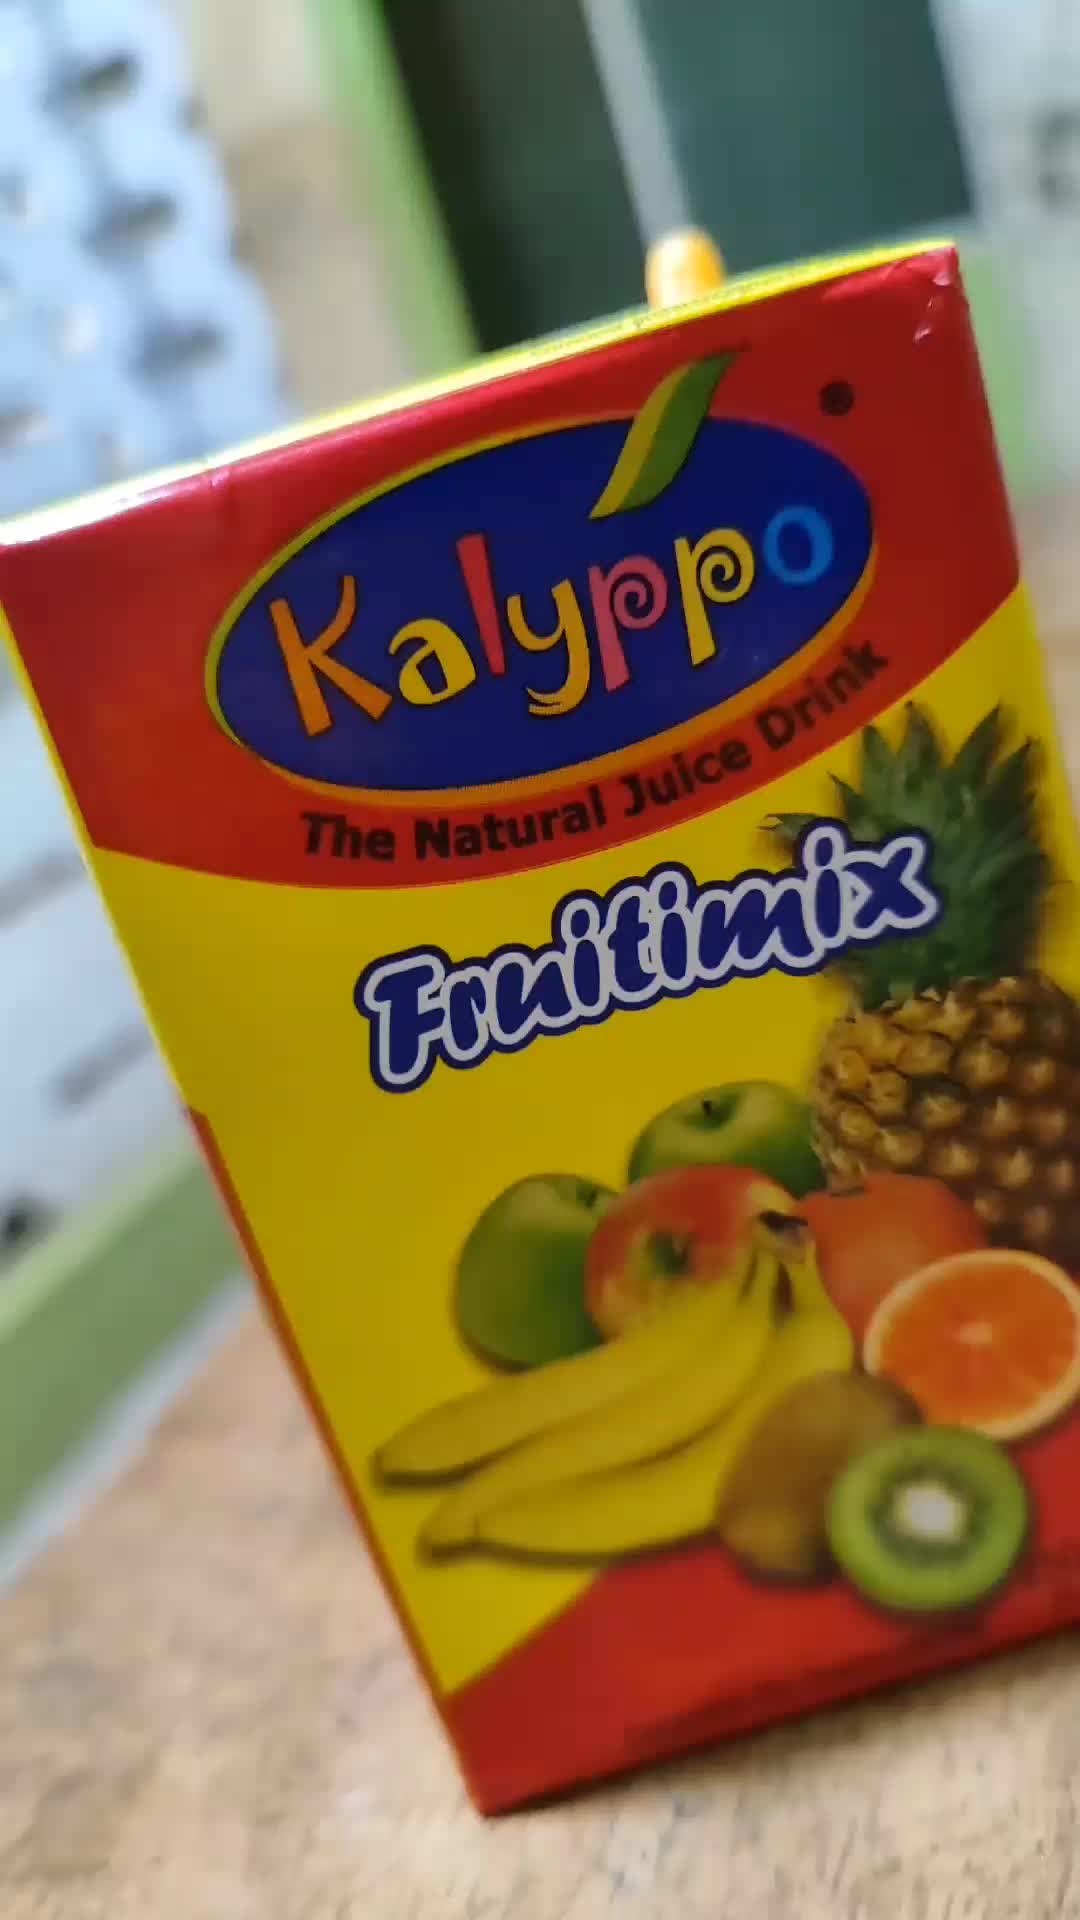 Kalyppo
The Natural Juice Drink
Fruitimix